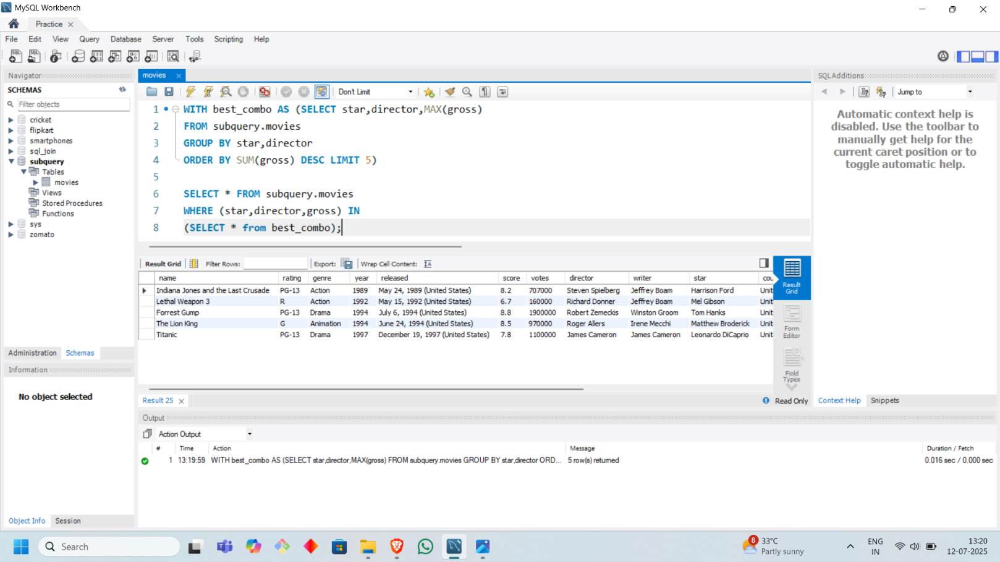 MySQL Workbench
Practice
File Edit View Query Database Server Tools Scripting Help
Navigator
SCHEMAS
Filter objects
cricket
flipkart
smartphones
sql_join
subquery
Tables
movies
Views
Stored Procedures
Functions
sys
zomato
Administration Schemas
Information
No object selected
Object Info Session
movies
Don't Limit
1 WITH best_combo AS (SELECT star,director,MAX(gross)
2 FROM subquery.movies
3 GROUP BY star,director
4 ORDER BY SUM(gross) DESC LIMIT 5)
5
6 SELECT * FROM subquery.movies
7 WHERE (star,director,gross) IN
8 (SELECT * from best_combo);
Result Grid Filter Rows: Export: Wrap Cell Content:
name rating genre year released score votes director writer star cou
Indiana Jones and the Last Crusade PG-13 Action 1989 May 24, 1989 (United States) 8.2 707000 Steven Spielberg Jeffrey Boam Harrison Ford Unit
Lethal Weapon 3 R Action 1992 May 15, 1992 (United States) 6.7 160000 Richard Donner Jeffrey Boam Mel Gibson Unit
Forrest Gump PG-13 Drama 1994 July 6, 1994 (United States) 8.8 1900000 Robert Zemeckis Winston Groom Tom Hanks Unit
The Lion King G Animation 1994 June 24, 1994 (United States) 8.5 970000 Roger Allers Irene Mecchi Matthew Broderick Unit
Titanic PG-13 Drama 1997 December 19, 1997 (United States) 7.8 1100000 James Cameron James Cameron Leonardo DiCaprio Unit
Result Grid
Form Editor
Field Types
Result 25
Read Only
Output
Action Output
# Time Action Message Duration / Fetch
1 13:19:59 WITH best_combo AS (SELECT star,director,MAX(gross) FROM subquery.movies GROUP BY star,director ORD... 5 row(s) returned 0.016 sec / 0.000 sec
SQLAdditions
Jump to
Automatic context help is
disabled. Use the toolbar to
manually get help for the
current caret position or to
toggle automatic help.
Context Help Snippets
Search
8
33°C
Partly sunny
ENG
IN
13:20
12-07-2025